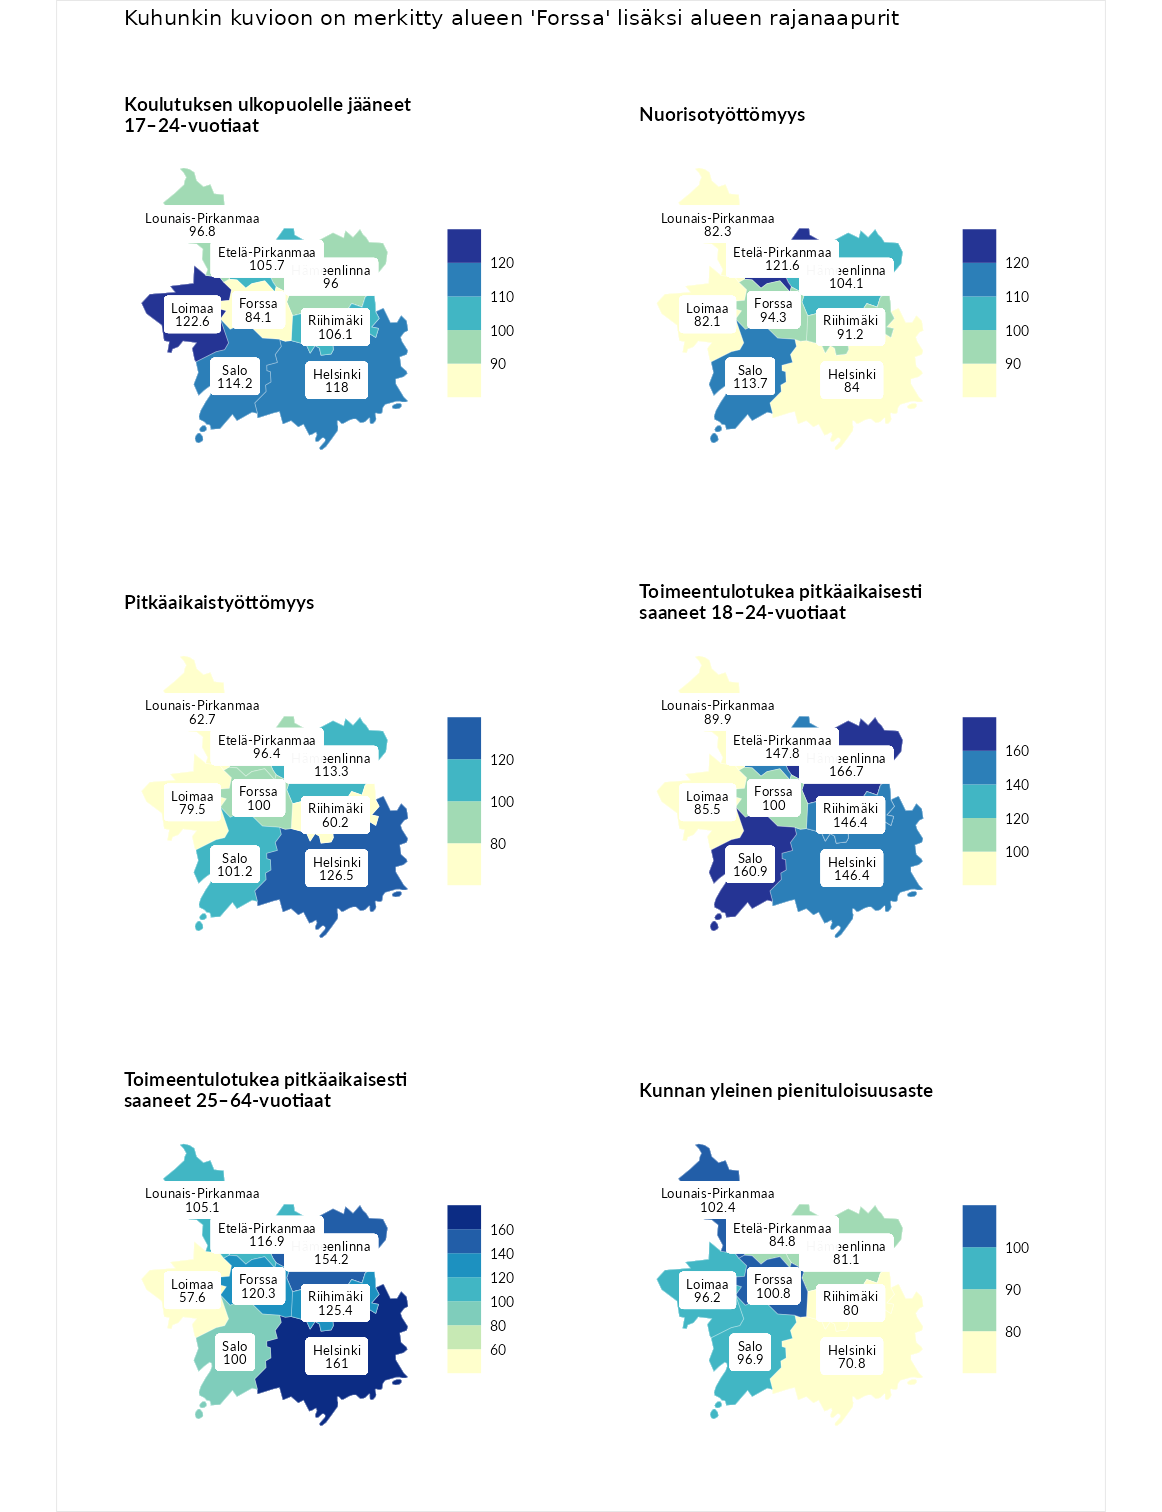 Kuhunkin kuvioon on merkitty alueen 'Forssa' lisäksi alueen rajanaapurit
Koulutuksen ulkopuolelle jääneet
17–24-vuotiaat
Lounais-Pirkanmaa
96.8
Etelä-Pirkanmaa
105.7
96
Loimaa
122.6
Forssa
84.1
Riihimäki
106.1
Salo
114.2
Helsinki
118
120
110
100
90
Nuorisotyöttömyys
Lounais-Pirkanmaa
82.3
Etelä-Pirkanmaa
121.6
104.1
Loimaa
82.1
Forssa
94.3
Riihimäki
91.2
Salo
113.7
Helsinki
84
120
110
100
90
Pitkäaikaistyöttömyys
Lounais-Pirkanmaa
62.7
Etelä-Pirkanmaa
96.4
113.3
Loimaa
79.5
Forssa
100
Riihimäki
60.2
Salo
101.2
Helsinki
126.5
120
100
80
Toimeentulotukea pitkäaikaisesti
saaneet 18–24-vuotiaat
Lounais-Pirkanmaa
89.9
Etelä-Pirkanmaa
147.8
166.7
Loimaa
85.5
Forssa
100
Riihimäki
146.4
Salo
160.9
Helsinki
146.4
160
140
120
100
Toimeentulotukea pitkäaikaisesti
saaneet 25–64-vuotiaat
Lounais-Pirkanmaa
105.1
Etelä-Pirkanmaa
116.9
154.2
Loimaa
57.6
Forssa
120.3
Riihimäki
125.4
Salo
100
Helsinki
161
160
140
120
100
80
60
Kunnan yleinen pienituloisuusaste
Lounais-Pirkanmaa
102.4
Etelä-Pirkanmaa
84.8
81.1
Loimaa
96.2
Forssa
100.8
Riihimäki
80
Salo
96.9
Helsinki
70.8
100
90
80